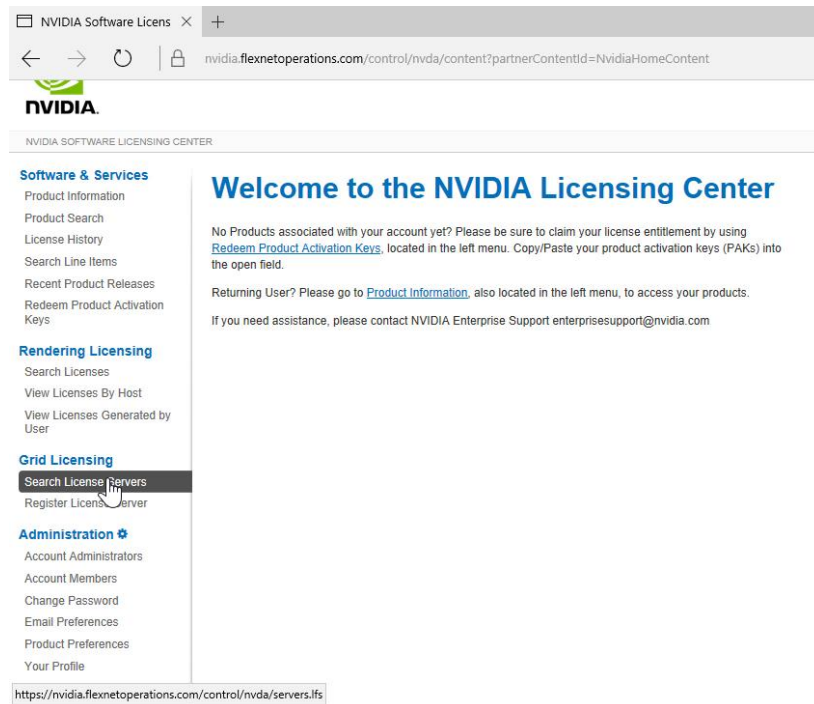 NVIDIA Software Licens
nvidia.flexnetoperations.com/control/nvda/content?partnerContentId=NvidiaHomeContent
NVIDIA.
NVIDIA SOFTWARE LICENSING CENTER
Software & Services
Product Information
Product Search
License History
Search Line Items
Recent Product Releases
Redeem Product Activation
Keys
Rendering Licensing
Search Licenses
View Licenses By Host
View Licenses Generated by
User
Grid Licensing
Search License Servers
Register License Server
Administration
Account Administrators
Account Members
Change Password
Email Preferences
Product Preferences
Your Profile
Welcome to the NVIDIA Licensing Center
No Products associated with your account yet? Please be sure to claim your license entitlement by using
Redeem Product Activation Keys, located in the left menu. Copy/Paste your product activation keys (PAKs) into
the open field.
Returning User? Please go to Product Information, also located in the left menu, to access your products.
If you need assistance, please contact NVIDIA Enterprise Support enterprisesupport@nvidia.com
https://nvidia.flexnetoperations.com/control/nvda/servers.lfs